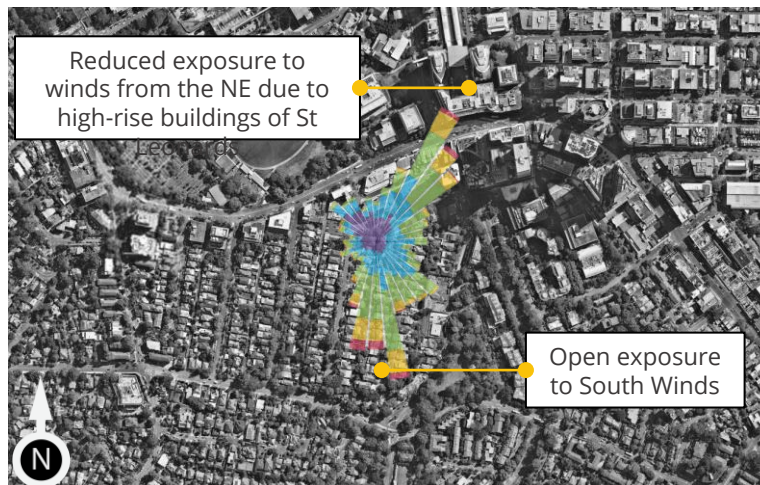 Reduced exposure to
winds from the NE due to
high-rise buildings of St
Leonards
Open exposure
to South Winds
N